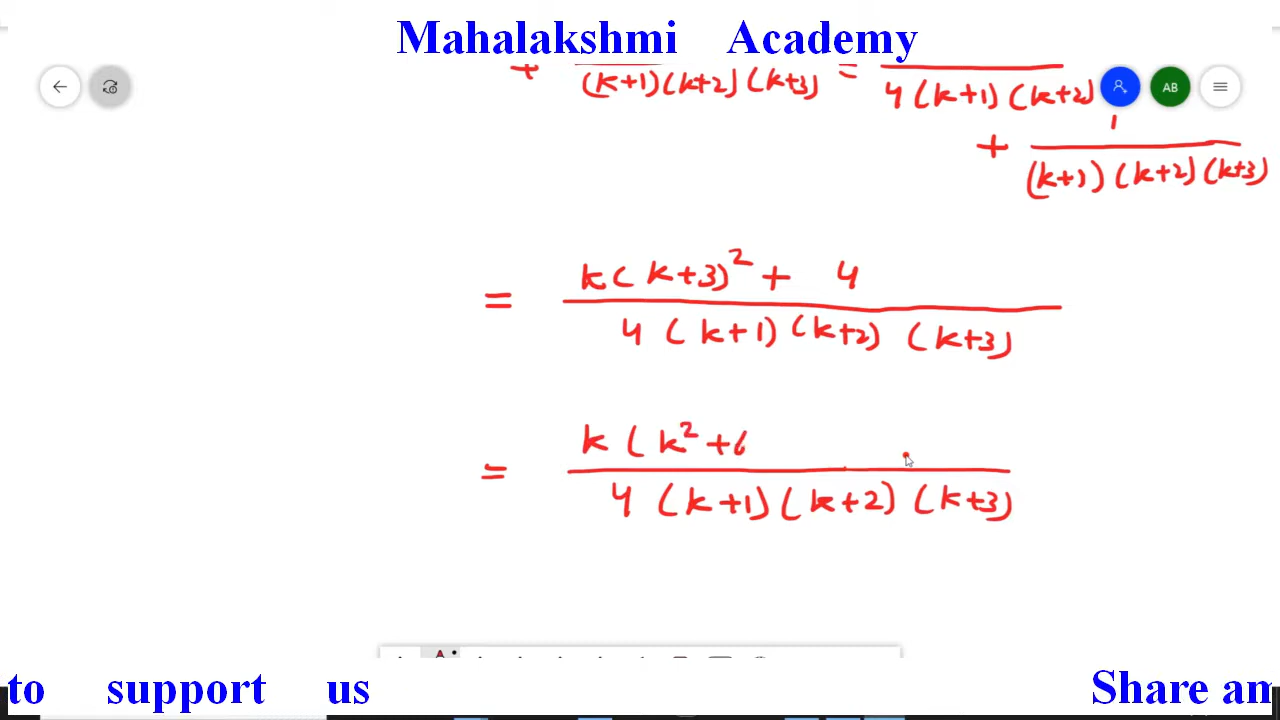 Mahalakshmi Academy
+ (k+1)(k+2)(k+3) = 4(k+1)(k+2)
AB
+ 1
(k+1)(k+2)(k+3)
= k(k+3)² + 4
4(k+1)(k+2)(k+3)
= k(k²+6
4(k+1)(k+2)(k+3)
to support us Share an